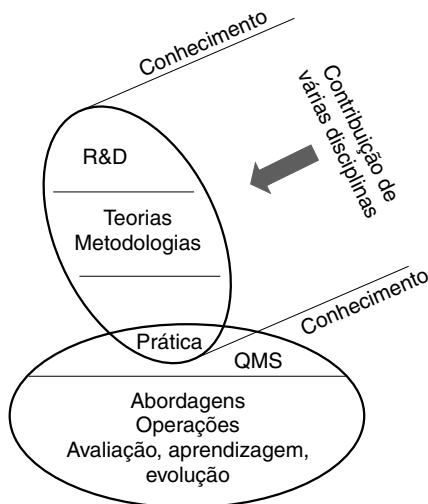 Conhecimento
Contribuição de
várias disciplinas
R&D
Teorias
Metodologias
Conhecimento
Prática
QMS
Abordagens
Operações
Avaliação, aprendizagem,
evolução